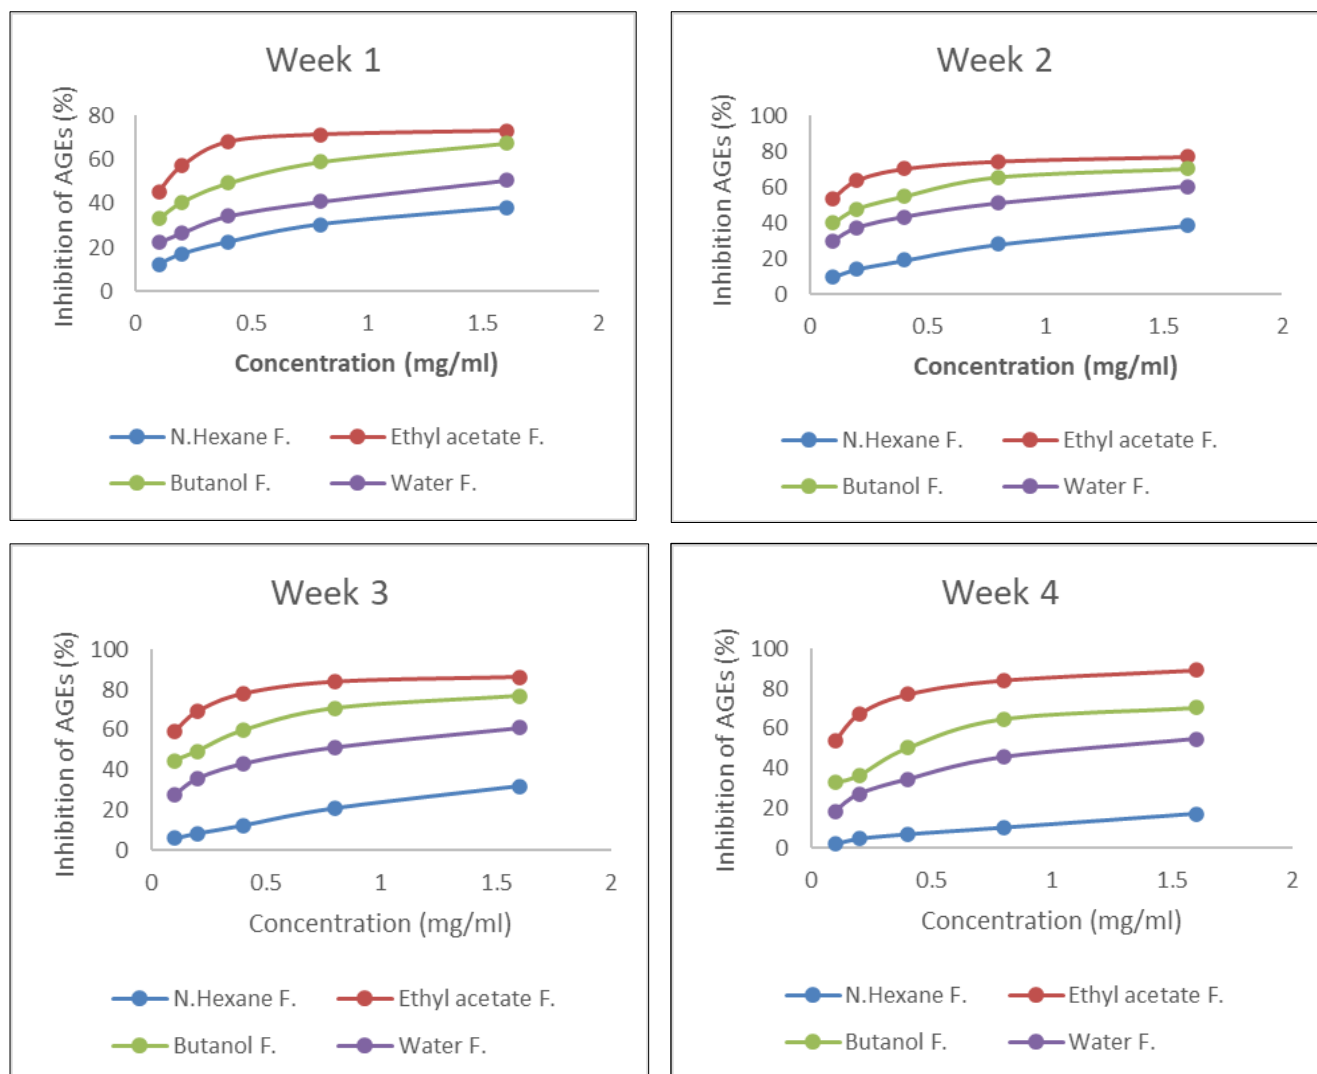 Week 1
Inhibition of AGEs (%)
80
60
40
20
0
0 0.5 1 1.5 2
Concentration (mg/ml)
N.Hexane F. Ethyl acetate F.
Butanol F. Water F.
Week 2
Inhibition AGEs (%)
100
80
60
40
20
0
0 0.5 1 1.5 2
Concentration (mg/ml)
N.Hexane F. Ethyl acetate F.
Butanol F. Water F.
Week 3
Inhibition of AGEs (%)
100
80
60
40
20
0
0 0.5 1 1.5 2
Concentration (mg/ml)
N.Hexane F. Ethyl acetate F.
Butanol F. Water F.
Week 4
Inhibition of AGEs (%)
100
80
60
40
20
0
0 0.5 1 1.5 2
Concentration (mg/ml)
N.Hexane F. Ethyl acetate F.
Butanol F. Water F.